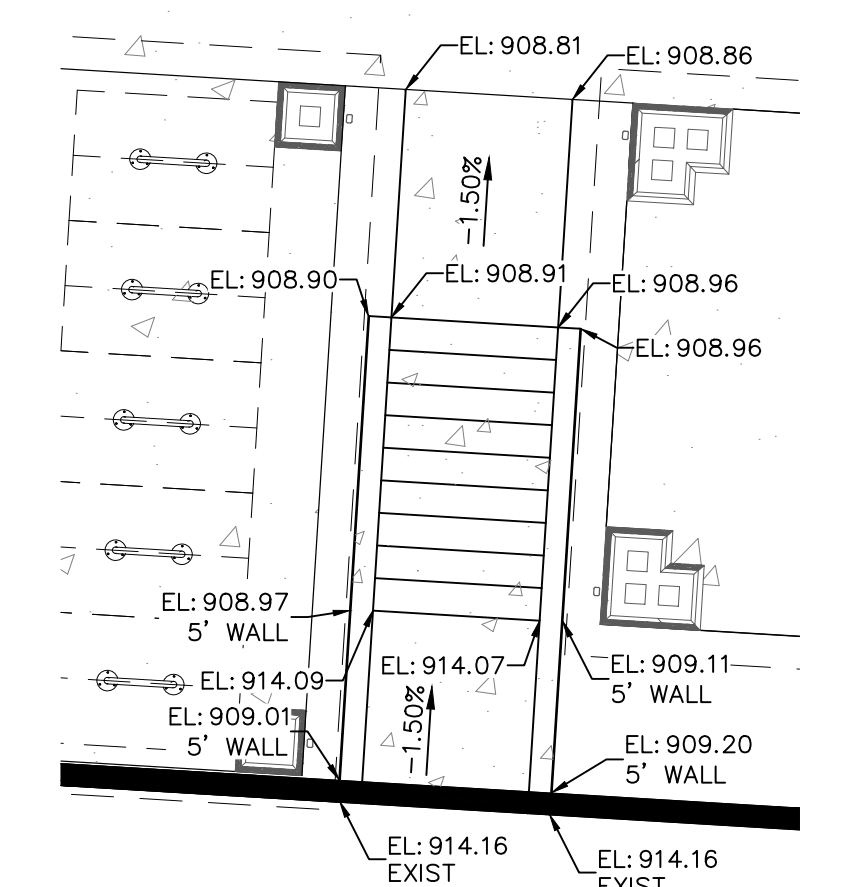 EL: 908.81
EL: 908.86
-1.50%
EL: 908.90
EL: 908.91
EL: 908.96
EL: 908.96
EL: 908.97
5' WALL
EL: 914.09
EL: 914.07
EL: 909.11
5' WALL
EL: 909.01
5' WALL
-1.50%
EL: 909.20
5' WALL
EL: 914.16
EXIST
EL: 914.16
EXIST